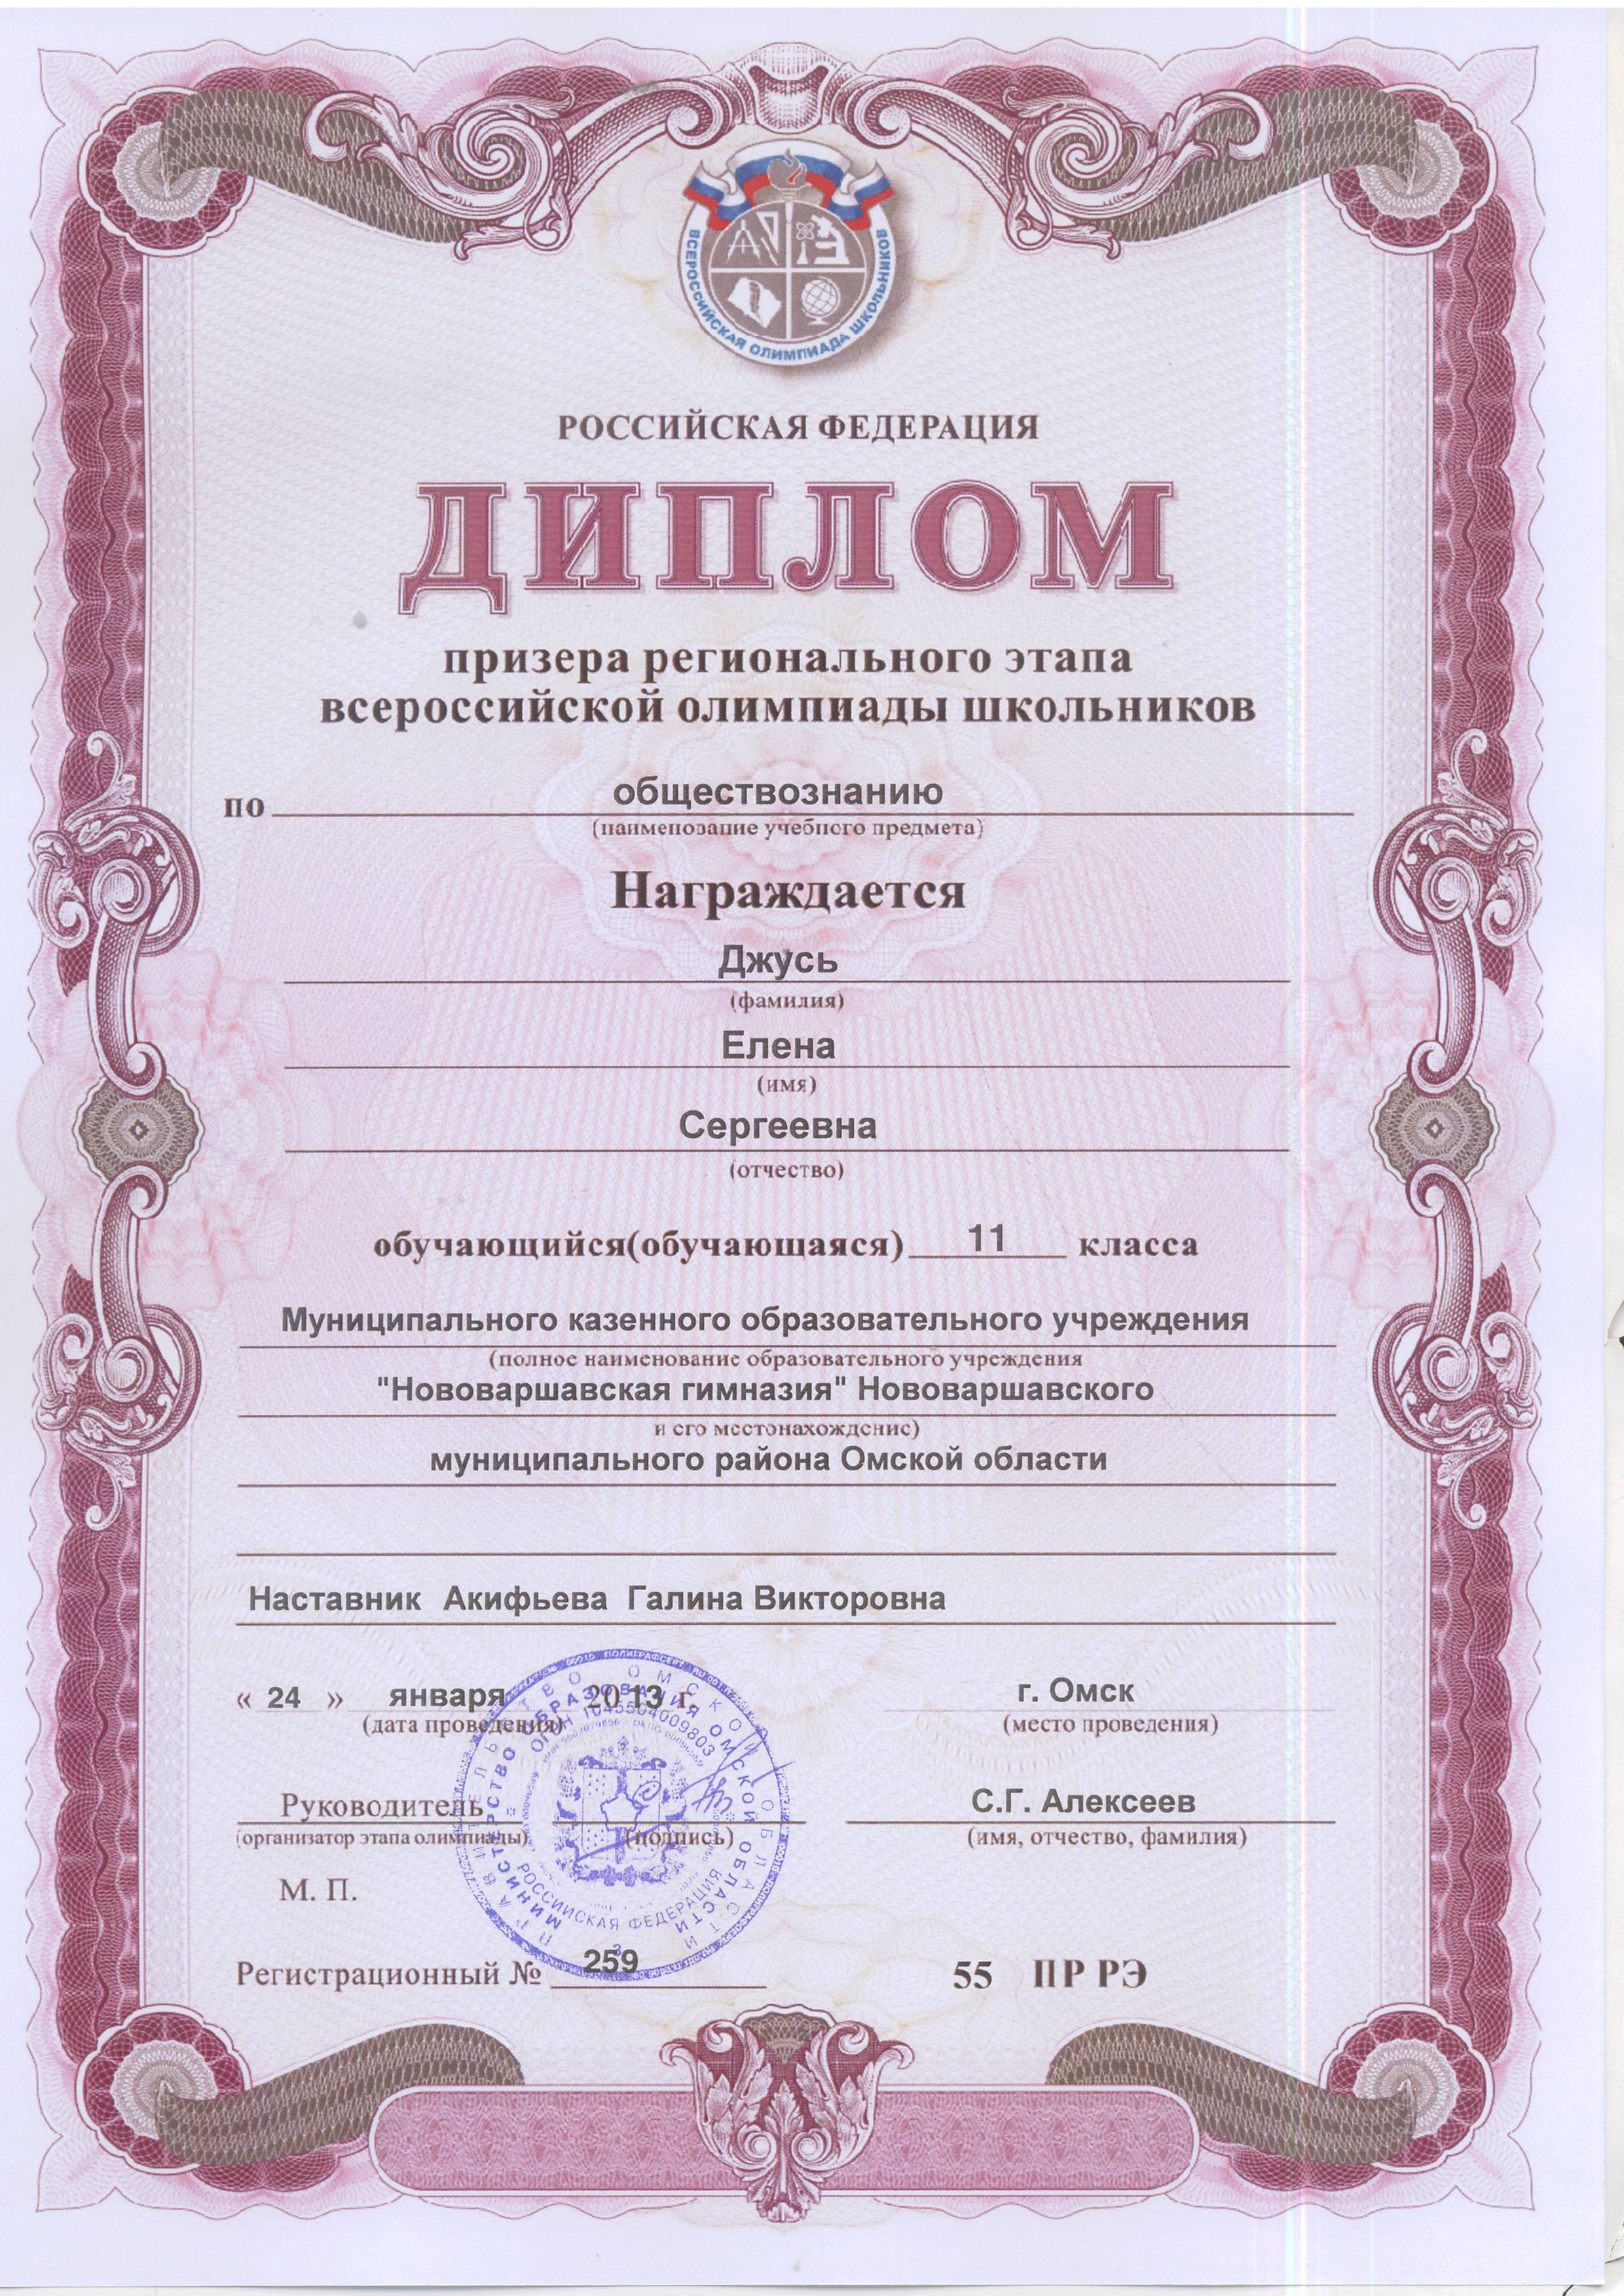 ВСЕРОССИЙСКАЯ ОЛИМПИАДА ШКОЛЬНИКОВ
РОССИЙСКАЯ ФЕДЕРАЦИЯ
ДИПЛОМ
призера регионального этапа
всероссийской олимпиады школьников
по обществознанию
(наименование учебного предмета)
Награждается
Джусь
(фамилия)
Елена
(имя)
Сергеевна
(отчество)
обучающийся(обучающаяся) 11 класса
Муниципального казенного образовательного учреждения
(полное наименование образовательного учреждения
"Нововаршавская гимназия" Нововаршавского
и его местонахождение)
муниципального района Омской области
Наставник Акифьева Галина Викторовна
« 24 » января 2013 г. г. Омск
(дата проведения) (место проведения)
Руководитель С.Г. Алексеев
(организатор этапа олимпиады) (подпись) (имя, отчество, фамилия)
М. П.
ПРАВИТЕЛЬСТВО ОМСКОЙ ОБЛАСТИ
МИНИСТЕРСТВО ОБРАЗОВАНИЯ ОМСКОЙ ОБЛАСТИ
ОГРН 1045504009803
РОССИЙСКАЯ ФЕДЕРАЦИЯ
3
Регистрационный № 259 55 ПР РЭ